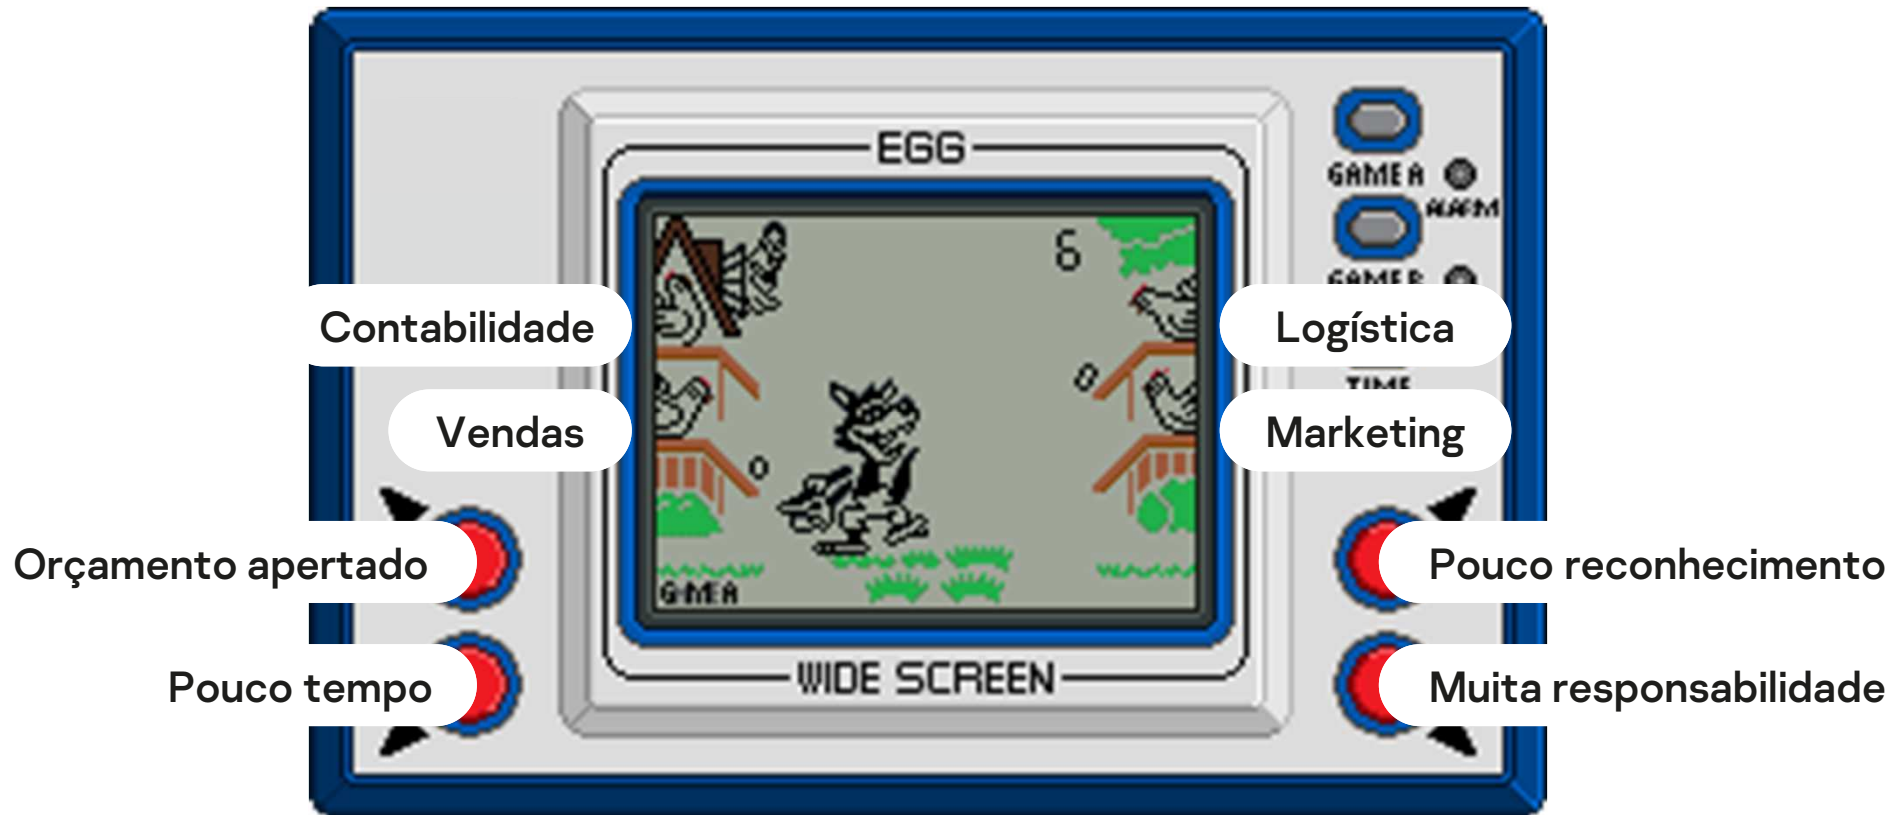 EGG
GAME A
ALARM
6
GAME B
Contabilidade
Logística
TIME
Vendas
Marketing
Orçamento apertado
Pouco reconhecimento
GAME A
WIDE SCREEN
Pouco tempo
Muita responsabilidade